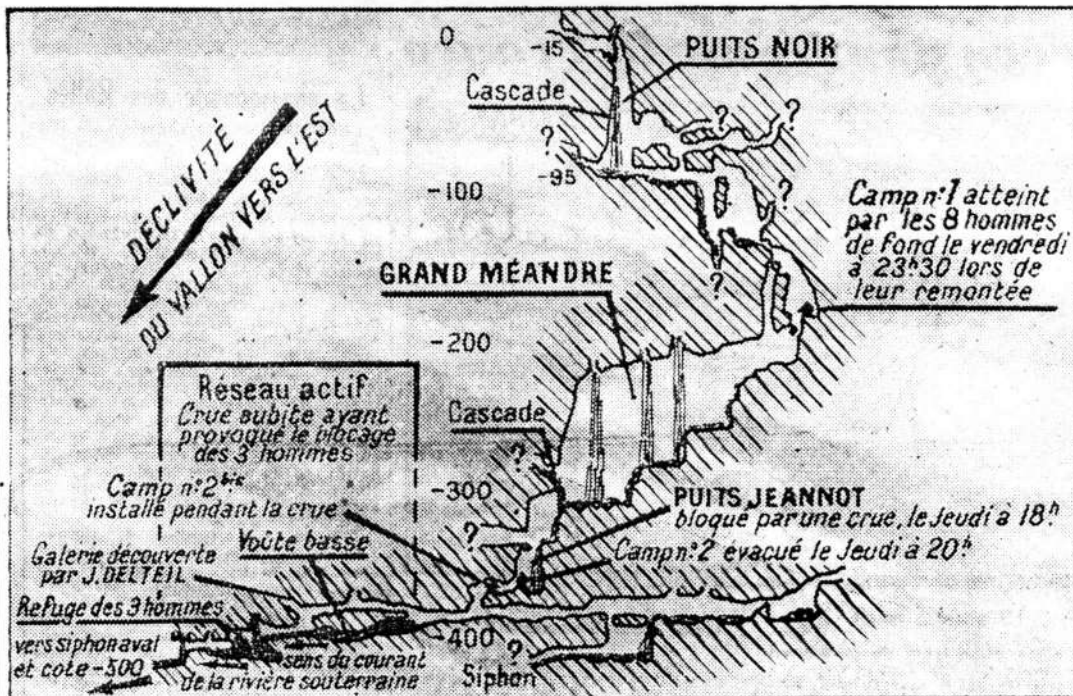 0
-15
PUITS NOIR
Cascade
?
?
?
-95
-100
?
?
DÉCLIVITÉ
DU VALLON VERS L'EST
Camp n°1 atteint
par les 8 hommes
de fond le vendredi
à 23h30 lors de
leur remontée
GRAND MÉANDRE
-200
Réseau actif
Crue subite ayant
provoqué le blocage
des 3 hommes
Cascade
?
Camp n°2 bis
installé pendant la crue
-300
?
PUITS JEANNOT
bloqué par une crue, le Jeudi à 18h
Camp n°2 évacué le Jeudi à 20h
Galerie découverte
par J. DELTEIL
Voûte basse
Refuge des 3 hommes
vers siphon aval
et cote -500
sens du courant
de la rivière souterraine
-400
?
Siphon